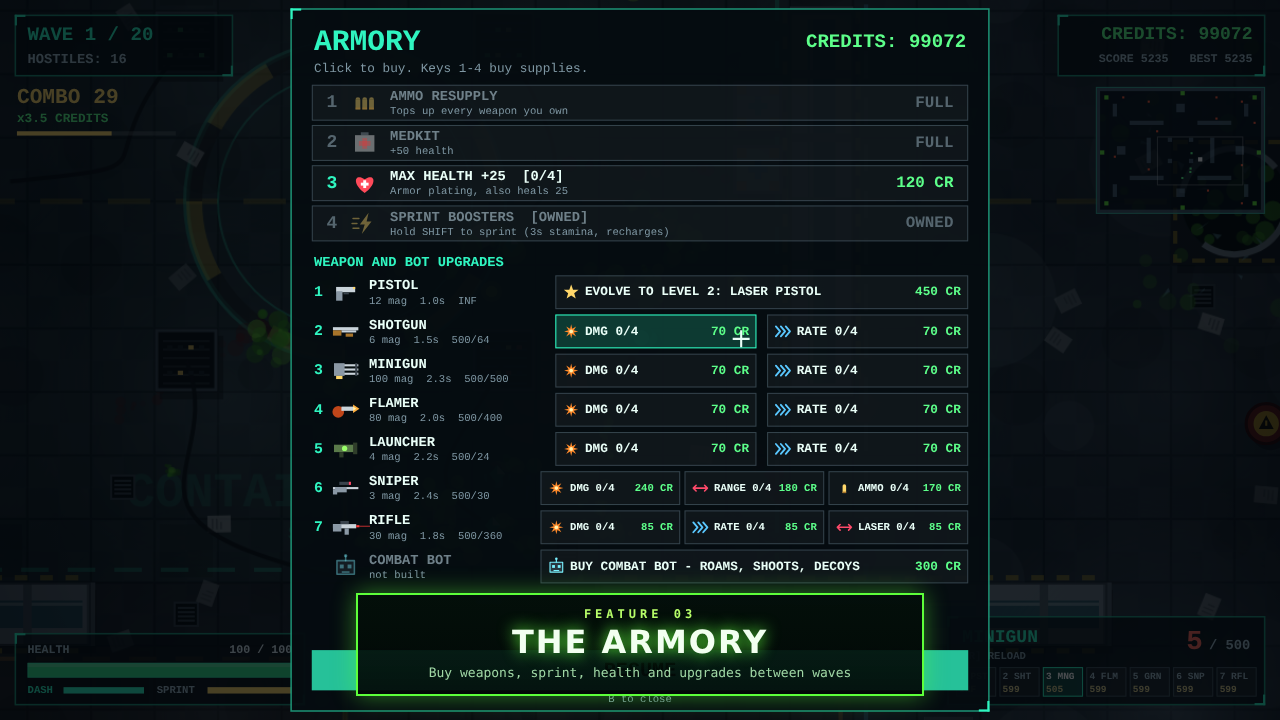 WAVE 1 / 20
HOSTILES: 16
COMBO 29
x3.5 CREDITS
CREDITS: 99072
SCORE 5235 BEST 5235
ARMORY
CREDITS: 99072
Click to buy. Keys 1-4 buy supplies.
1 AMMO RESUPPLY FULL
Tops up every weapon you own
2 MEDKIT FULL
+50 health
3 MAX HEALTH +25 [0/4] 120 CR
Armor plating, also heals 25
4 SPRINT BOOSTERS [OWNED] OWNED
Hold SHIFT to sprint (3s stamina, recharges)
WEAPON AND BOT UPGRADES
1 PISTOL
12 mag 1.0s INF
EVOLVE TO LEVEL 2: LASER PISTOL 450 CR
2 SHOTGUN
6 mag 1.5s 500/64
DMG 0/4 70 CR RATE 0/4 70 CR
3 MINIGUN
100 mag 2.3s 500/500
DMG 0/4 70 CR RATE 0/4 70 CR
4 FLAMER
80 mag 2.0s 500/400
DMG 0/4 70 CR RATE 0/4 70 CR
5 LAUNCHER
4 mag 2.2s 500/24
DMG 0/4 70 CR RATE 0/4 70 CR
6 SNIPER
3 mag 2.4s 500/30
DMG 0/4 240 CR RANGE 0/4 180 CR AMMO 0/4 170 CR
7 RIFLE
30 mag 1.8s 500/360
DMG 0/4 85 CR RATE 0/4 85 CR LASER 0/4 85 CR
COMBAT BOT
not built
BUY COMBAT BOT - ROAMS, SHOOTS, DECOYS 300 CR
FEATURE 03
THE ARMORY
Buy weapons, sprint, health and upgrades between waves
B to close
CONTAI
HEALTH 100 / 100
DASH SPRINT
NIGUN 5 / 500
RELOAD
2 SHT 3 MNG 4 FLM 5 GRN 6 SNP 7 RFL
599 505 599 599 599 599